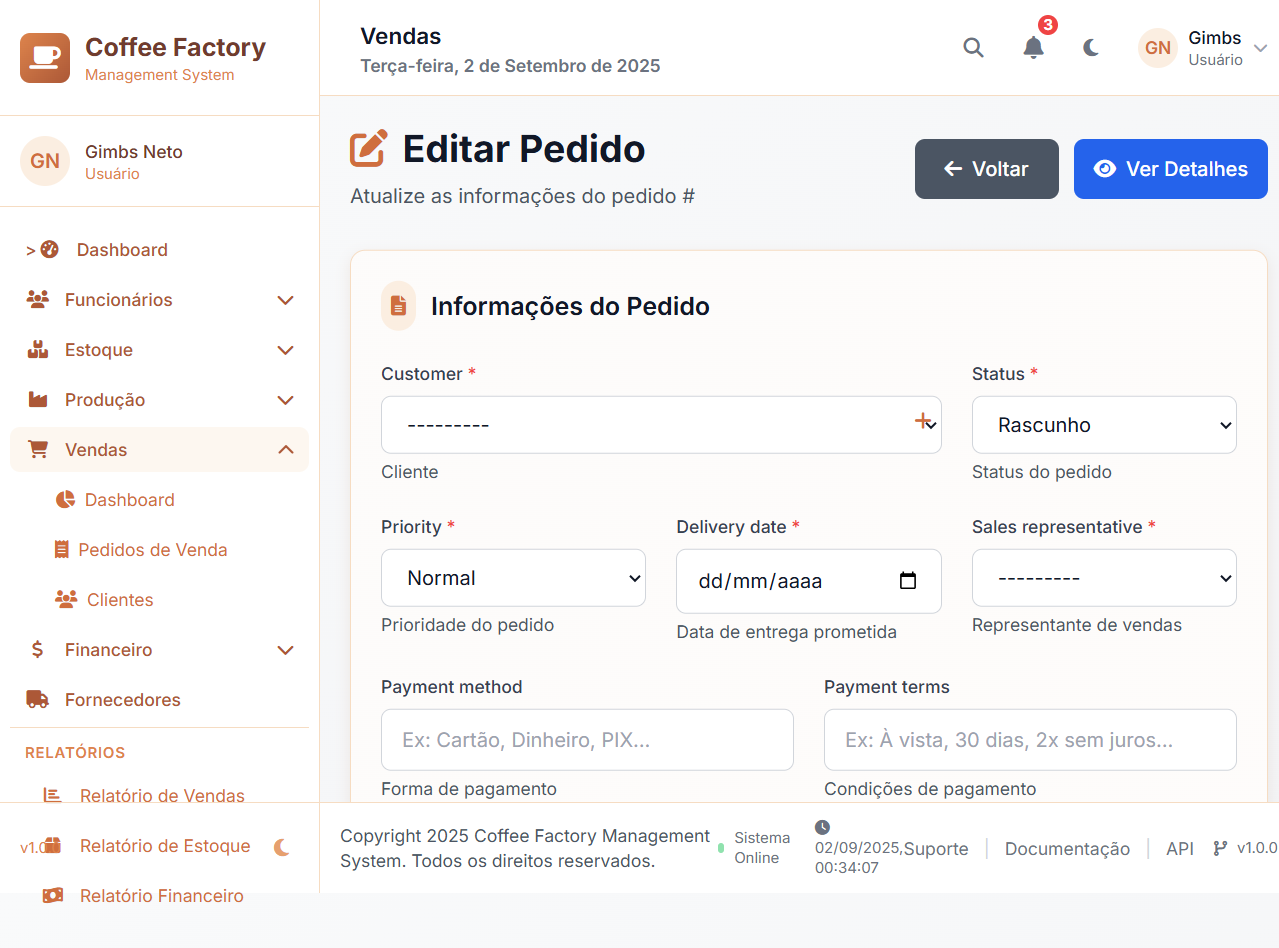 Coffee Factory
Management System
GN
Gimbs Neto
Usuário
> Dashboard
Funcionários
Estoque
Produção
Vendas
Dashboard
Pedidos de Venda
Clientes
Financeiro
Fornecedores
RELATÓRIOS
Relatório de Vendas
Relatório de Estoque
Relatório Financeiro
Vendas
Terça-feira, 2 de Setembro de 2025
3
GN
Gimbs
Usuário
Editar Pedido
Atualize as informações do pedido #
Voltar
Ver Detalhes
Informações do Pedido
Customer *
---------
Cliente
Status *
Rascunho
Status do pedido
Priority *
Normal
Prioridade do pedido
Delivery date *
dd/mm/aaaa
Data de entrega prometida
Sales representative *
---------
Representante de vendas
Payment method
Ex: Cartão, Dinheiro, PIX...
Forma de pagamento
Payment terms
Ex: À vista, 30 dias, 2x sem juros...
Condições de pagamento
Copyright 2025 Coffee Factory Management
System. Todos os direitos reservados.
Sistema
Online
02/09/2025,
00:34:07
Suporte
Documentação
API
v1.0.0